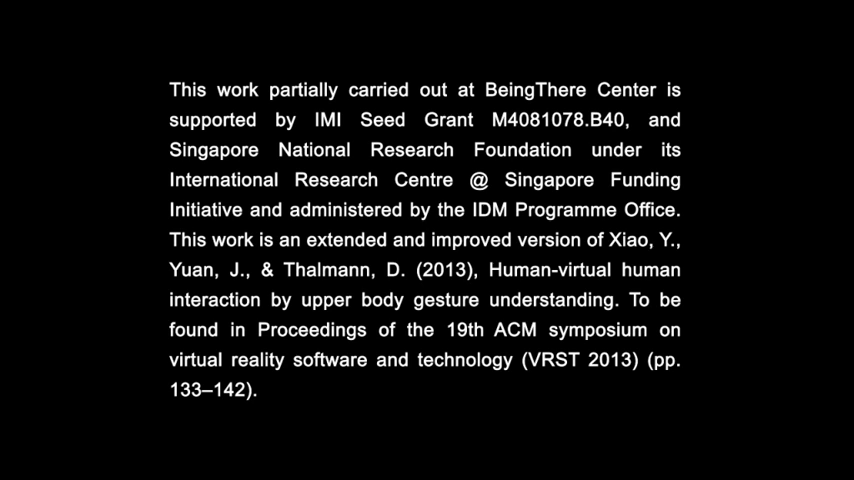 This work partially carried out at BeingThere Center is
supported by IMI Seed Grant M4081078.B40, and
Singapore National Research Foundation under its
International Research Centre @ Singapore Funding
Initiative and administered by the IDM Programme Office.
This work is an extended and improved version of Xiao, Y.,
Yuan, J., & Thalmann, D. (2013), Human-virtual human
interaction by upper body gesture understanding. To be
found in Proceedings of the 19th ACM symposium on
virtual reality software and technology (VRST 2013) (pp.
133–142).